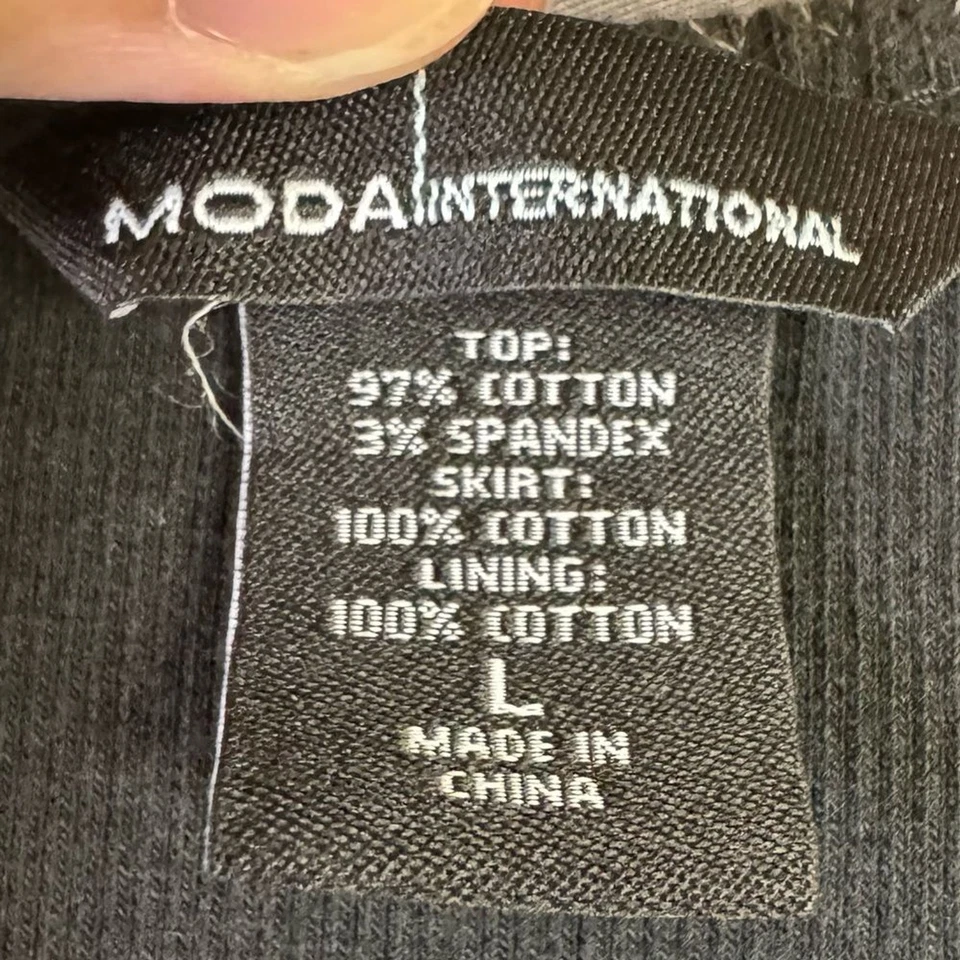 MODA INTERNATIONAL
TOP:
97% COTTON
3% SPANDEX
SKIRT:
100% COTTON
LINING:
100% COTTON
L
MADE IN
CHINA